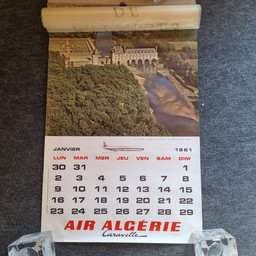 DE
JANVIER 1961
LUN MAR MER JEU VEN SAM DIM
30 31 1
2 3 4 5 6 7 8
9 10 11 12 13 14 15
16 17 18 19 20 21 22
23 24 25 26 27 28 29
AIR ALGÉRIE
Caravelle